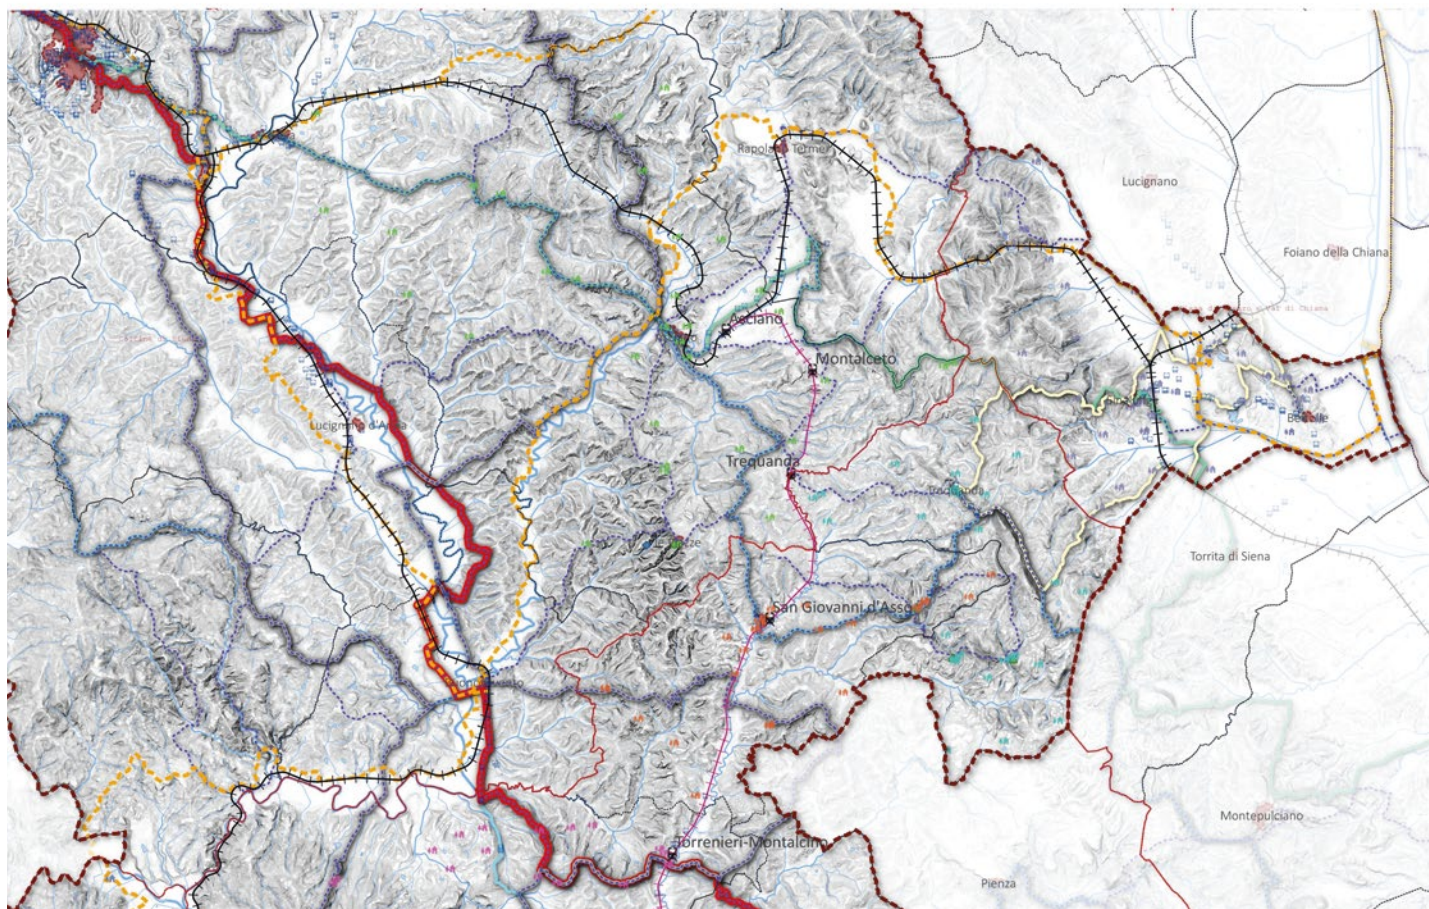 Rapolano Terme
Lucignano
Foiano della Chiana
Asciano
Montalceto
Lucignano d'Arbia
Trequanda
Trequanda
Torrita di Siena
San Giovanni d'Asso
Montepulciano
Torrenieri-Montalcino
Pienza